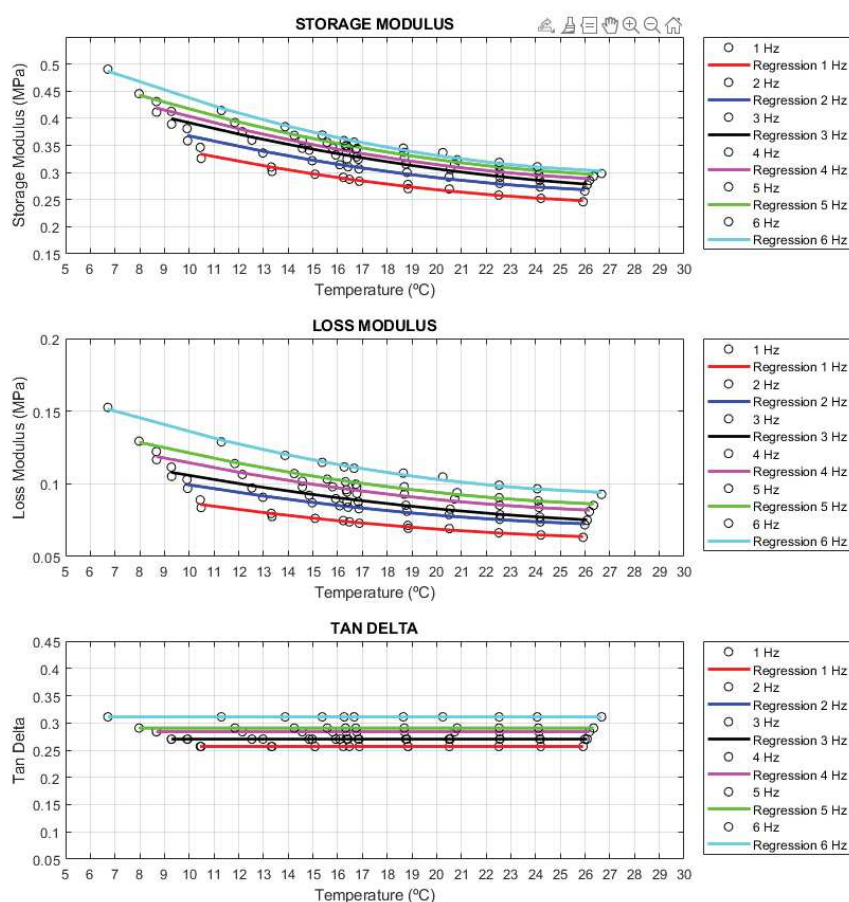 STORAGE MODULUS
Storage Modulus (MPa)
0.5
0.45
0.4
0.35
0.3
0.25
0.2
0.15
5 6 7 8 9 10 11 12 13 14 15 16 17 18 19 20 21 22 23 24 25 26 27 28 29 30
Temperature (ºC)
1 Hz
Regression 1 Hz
2 Hz
Regression 2 Hz
3 Hz
Regression 3 Hz
4 Hz
Regression 4 Hz
5 Hz
Regression 5 Hz
6 Hz
Regression 6 Hz
LOSS MODULUS
Loss Modulus (MPa)
0.2
0.15
0.1
0.05
5 6 7 8 9 10 11 12 13 14 15 16 17 18 19 20 21 22 23 24 25 26 27 28 29 30
Temperature (ºC)
1 Hz
Regression 1 Hz
2 Hz
Regression 2 Hz
3 Hz
Regression 3 Hz
4 Hz
Regression 4 Hz
5 Hz
Regression 5 Hz
6 Hz
Regression 6 Hz
TAN DELTA
Tan Delta
0.45
0.4
0.35
0.3
0.25
0.2
0.15
0.1
0.05
5 6 7 8 9 10 11 12 13 14 15 16 17 18 19 20 21 22 23 24 25 26 27 28 29 30
Temperature (ºC)
1 Hz
Regression 1 Hz
2 Hz
Regression 2 Hz
3 Hz
Regression 3 Hz
4 Hz
Regression 4 Hz
5 Hz
Regression 5 Hz
6 Hz
Regression 6 Hz